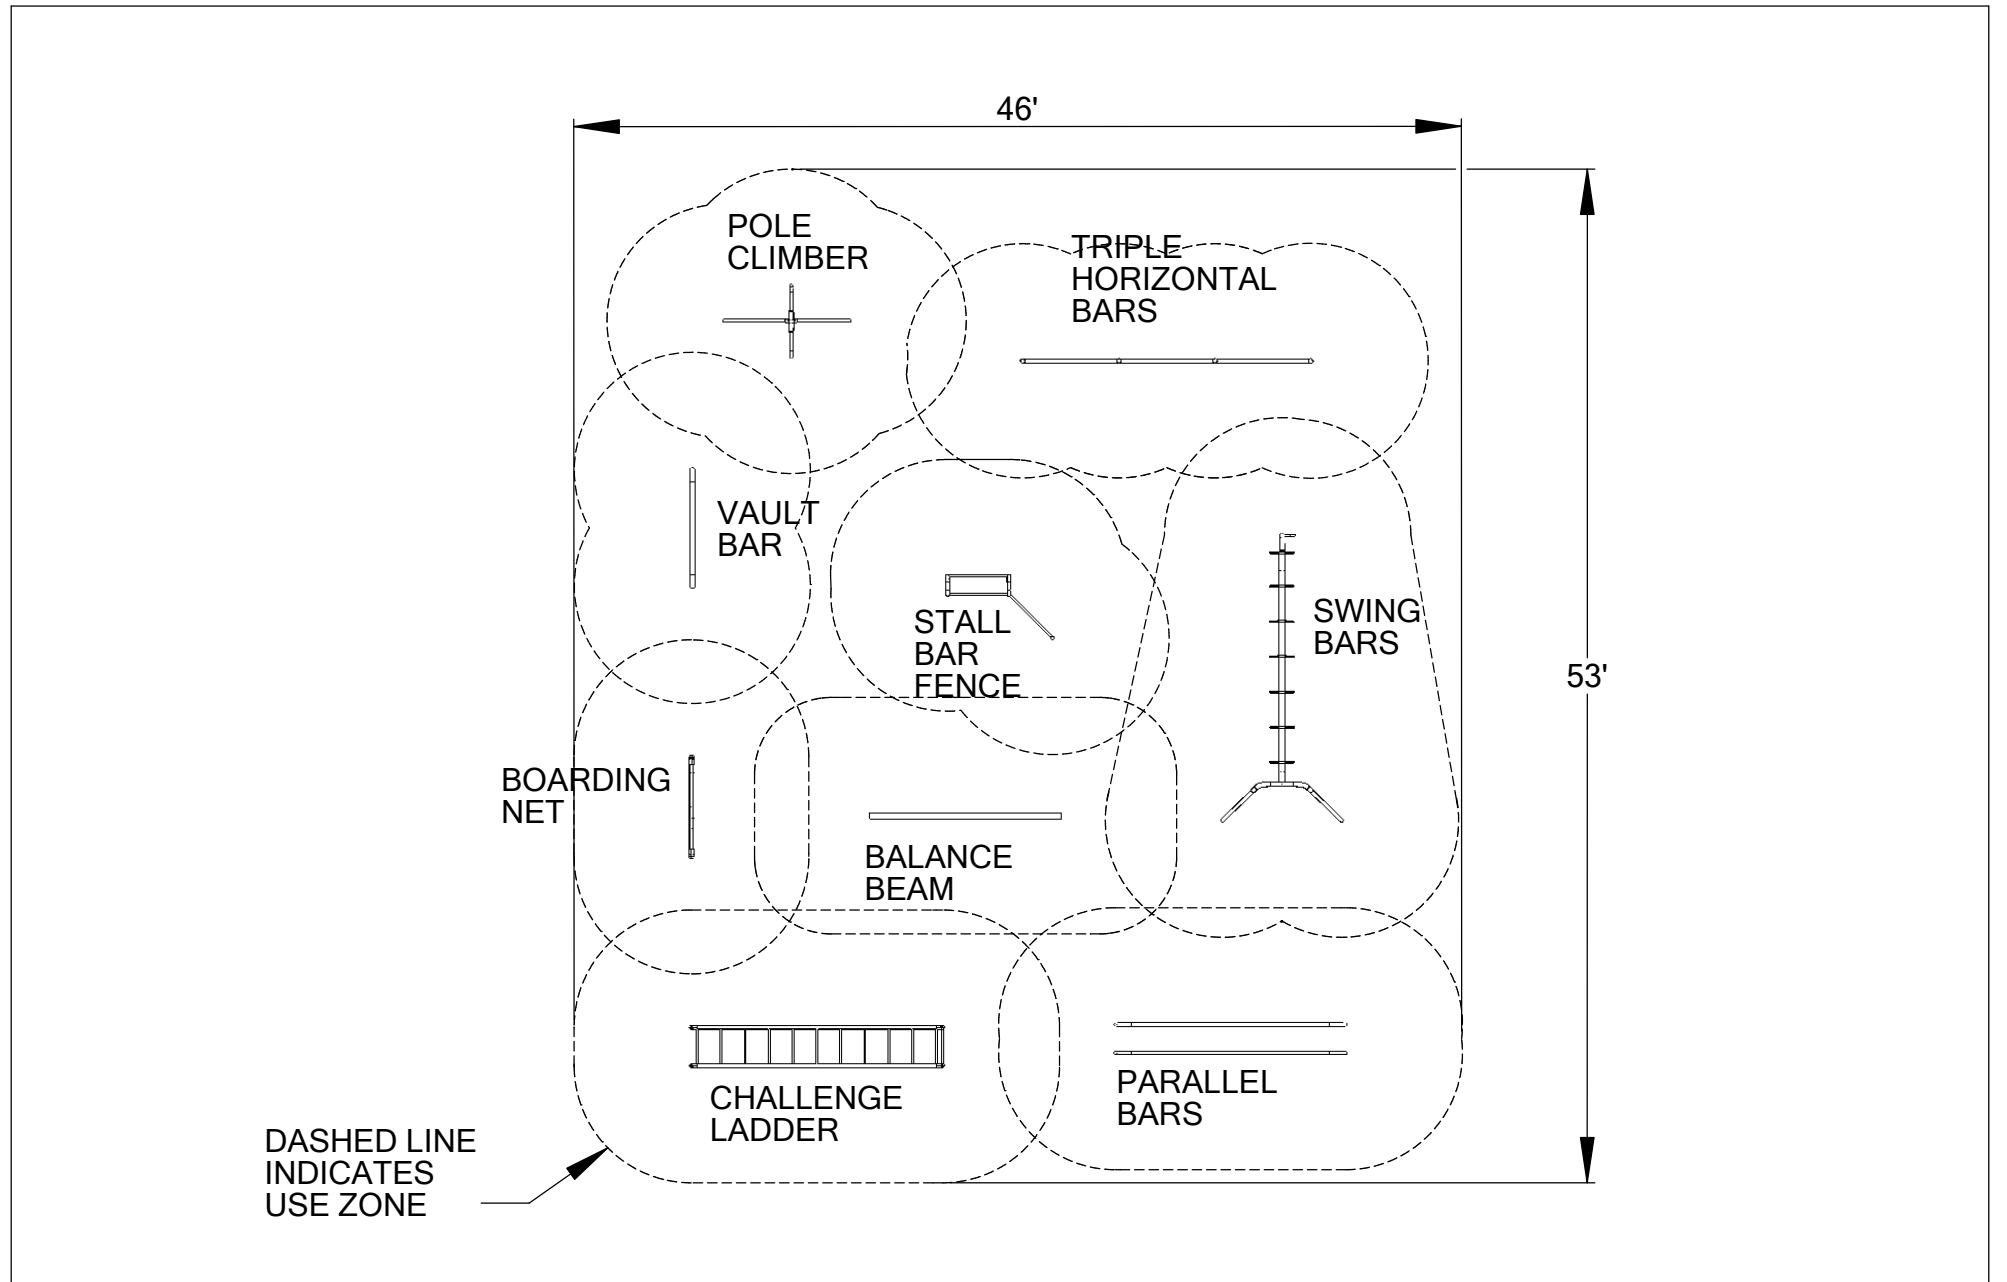 46'
POLE
CLIMBER
TRIPLE
HORIZONTAL
BARS
VAULT
BAR
STALL
BAR
FENCE
SWING
BARS
53'
BOARDING
NET
BALANCE
BEAM
CHALLENGE
LADDER
PARALLEL
BARS
DASHED LINE
INDICATES
USE ZONE